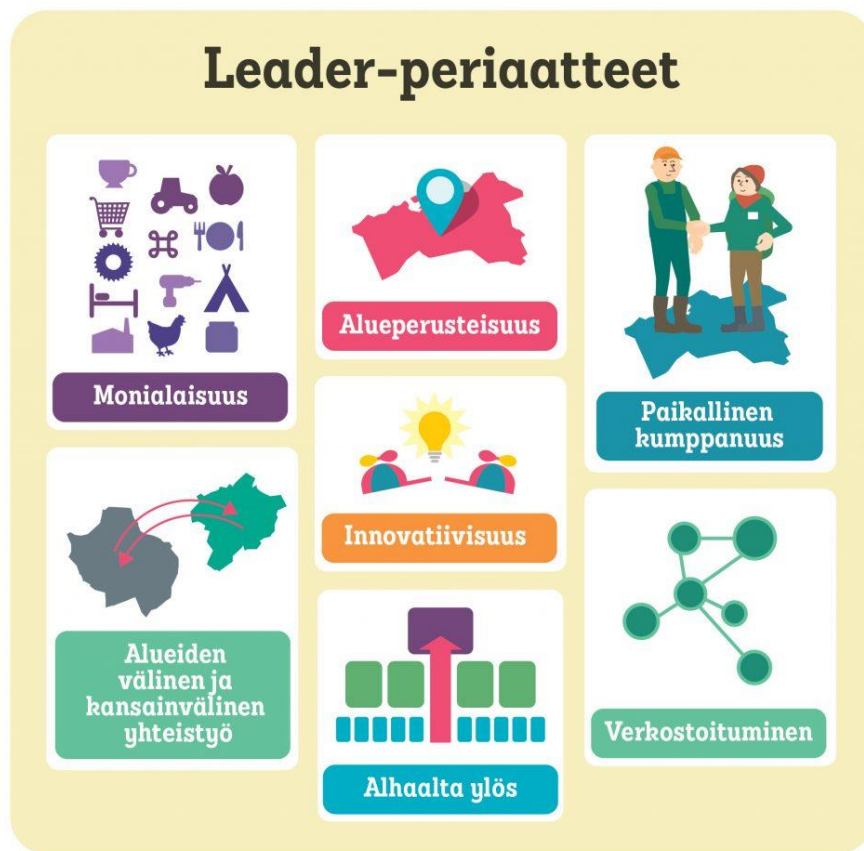 Leader-periaatteet
Monialaisuus
Alueperusteisuus
Paikallinen
kumppanuus
Alueiden
välinen ja
kansainvälinen
yhteistyö
Innovatiivisuus
Alhaalta ylös
Verkostoituminen